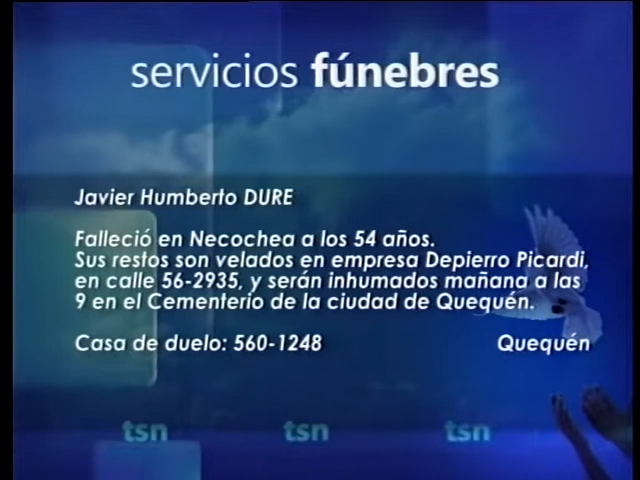 servicios fúnebres
Javier Humberto DURE
Falleció en Necochea a los 54 años.
Sus restos son velados en empresa Depierro Picardi,
en calle 56-2935, y serán inhumados mañana a las
9 en el Cementerio de la ciudad de Quequén.
Casa de duelo: 560-1248 Quequén
tsn tsn tsn